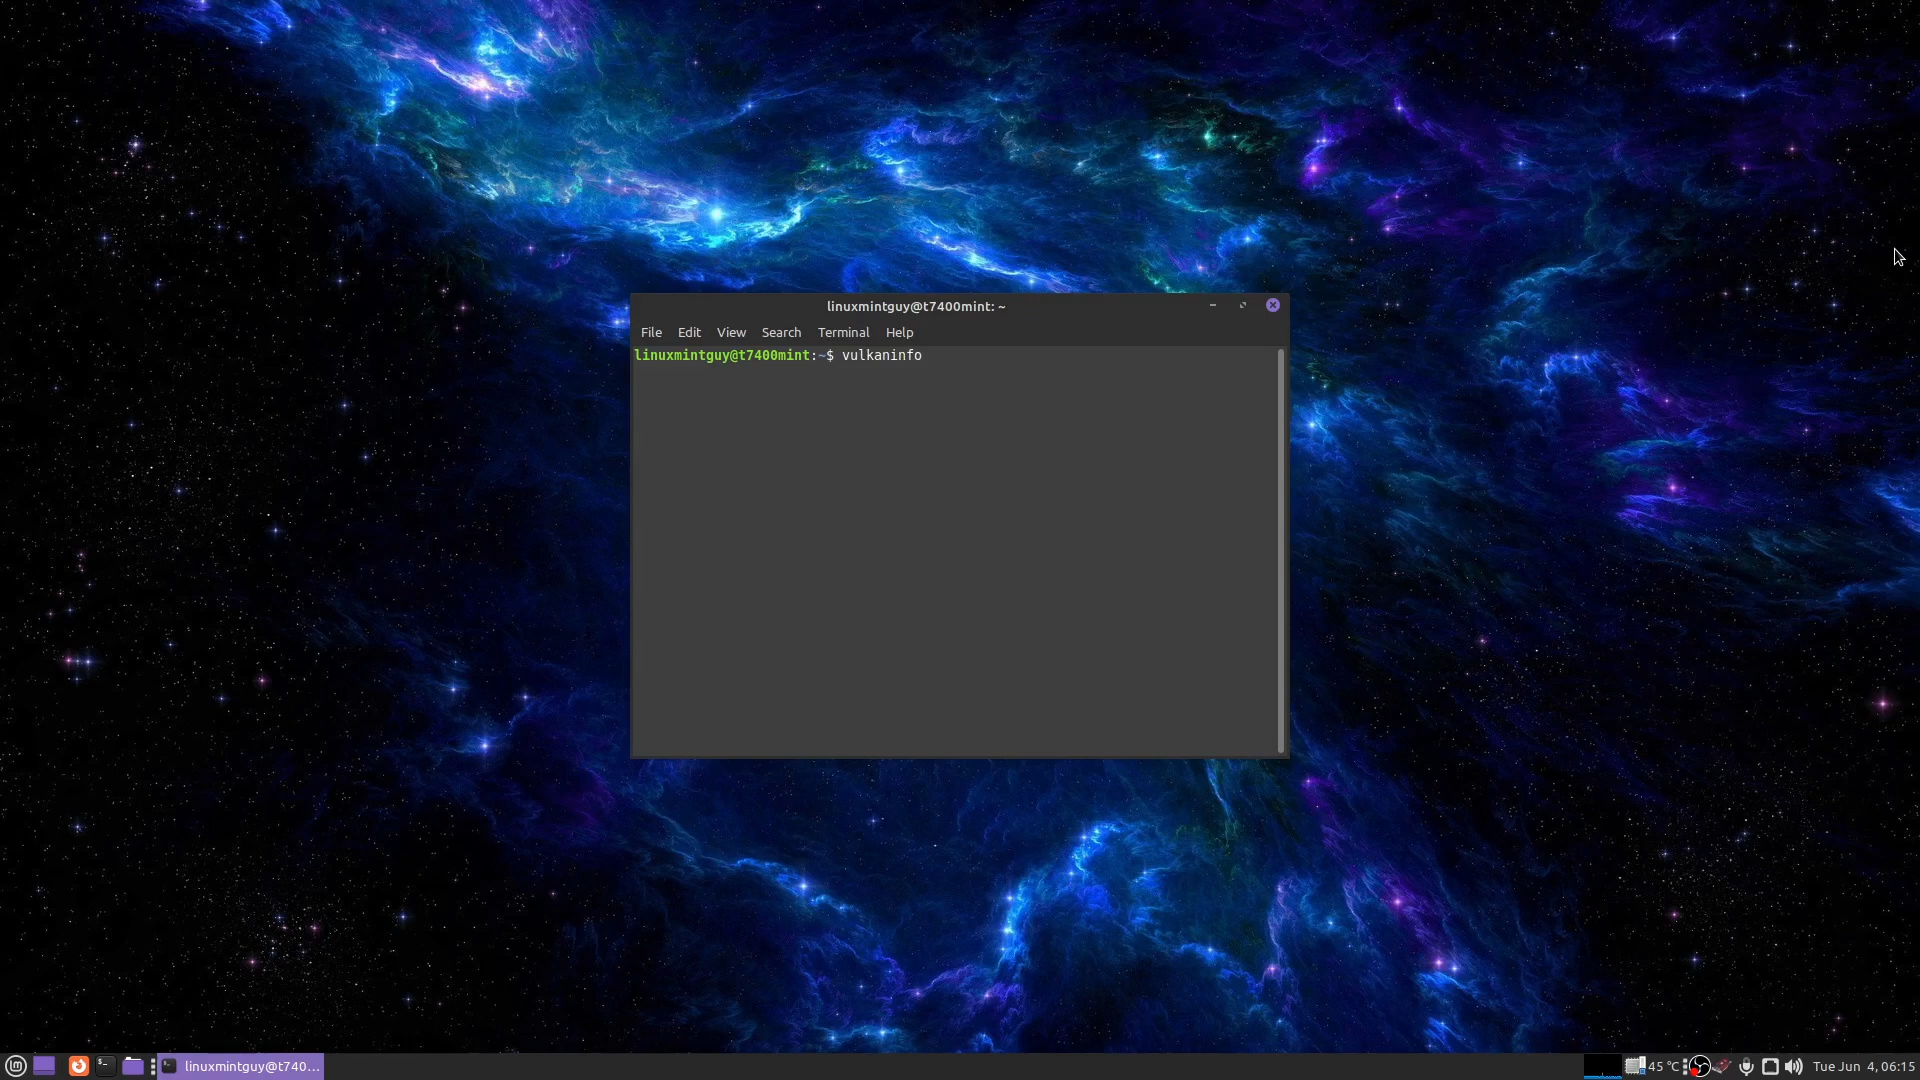 linuxmintguy@t7400mint: ~
File Edit View Search Terminal Help
linuxmintguy@t7400mint:~$ vulkaninfo
linuxmintguy@t740...
45 °C
Tue Jun 4, 06:15